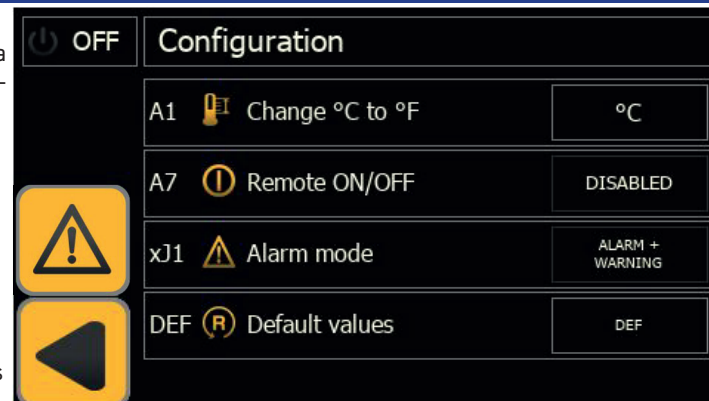 a
OFF Configuration
-
A1 Change °C to °F °C
A7 Remote ON/OFF DISABLED
xJ1 Alarm mode ALARM +
WARNING
DEF R Default values DEF
s